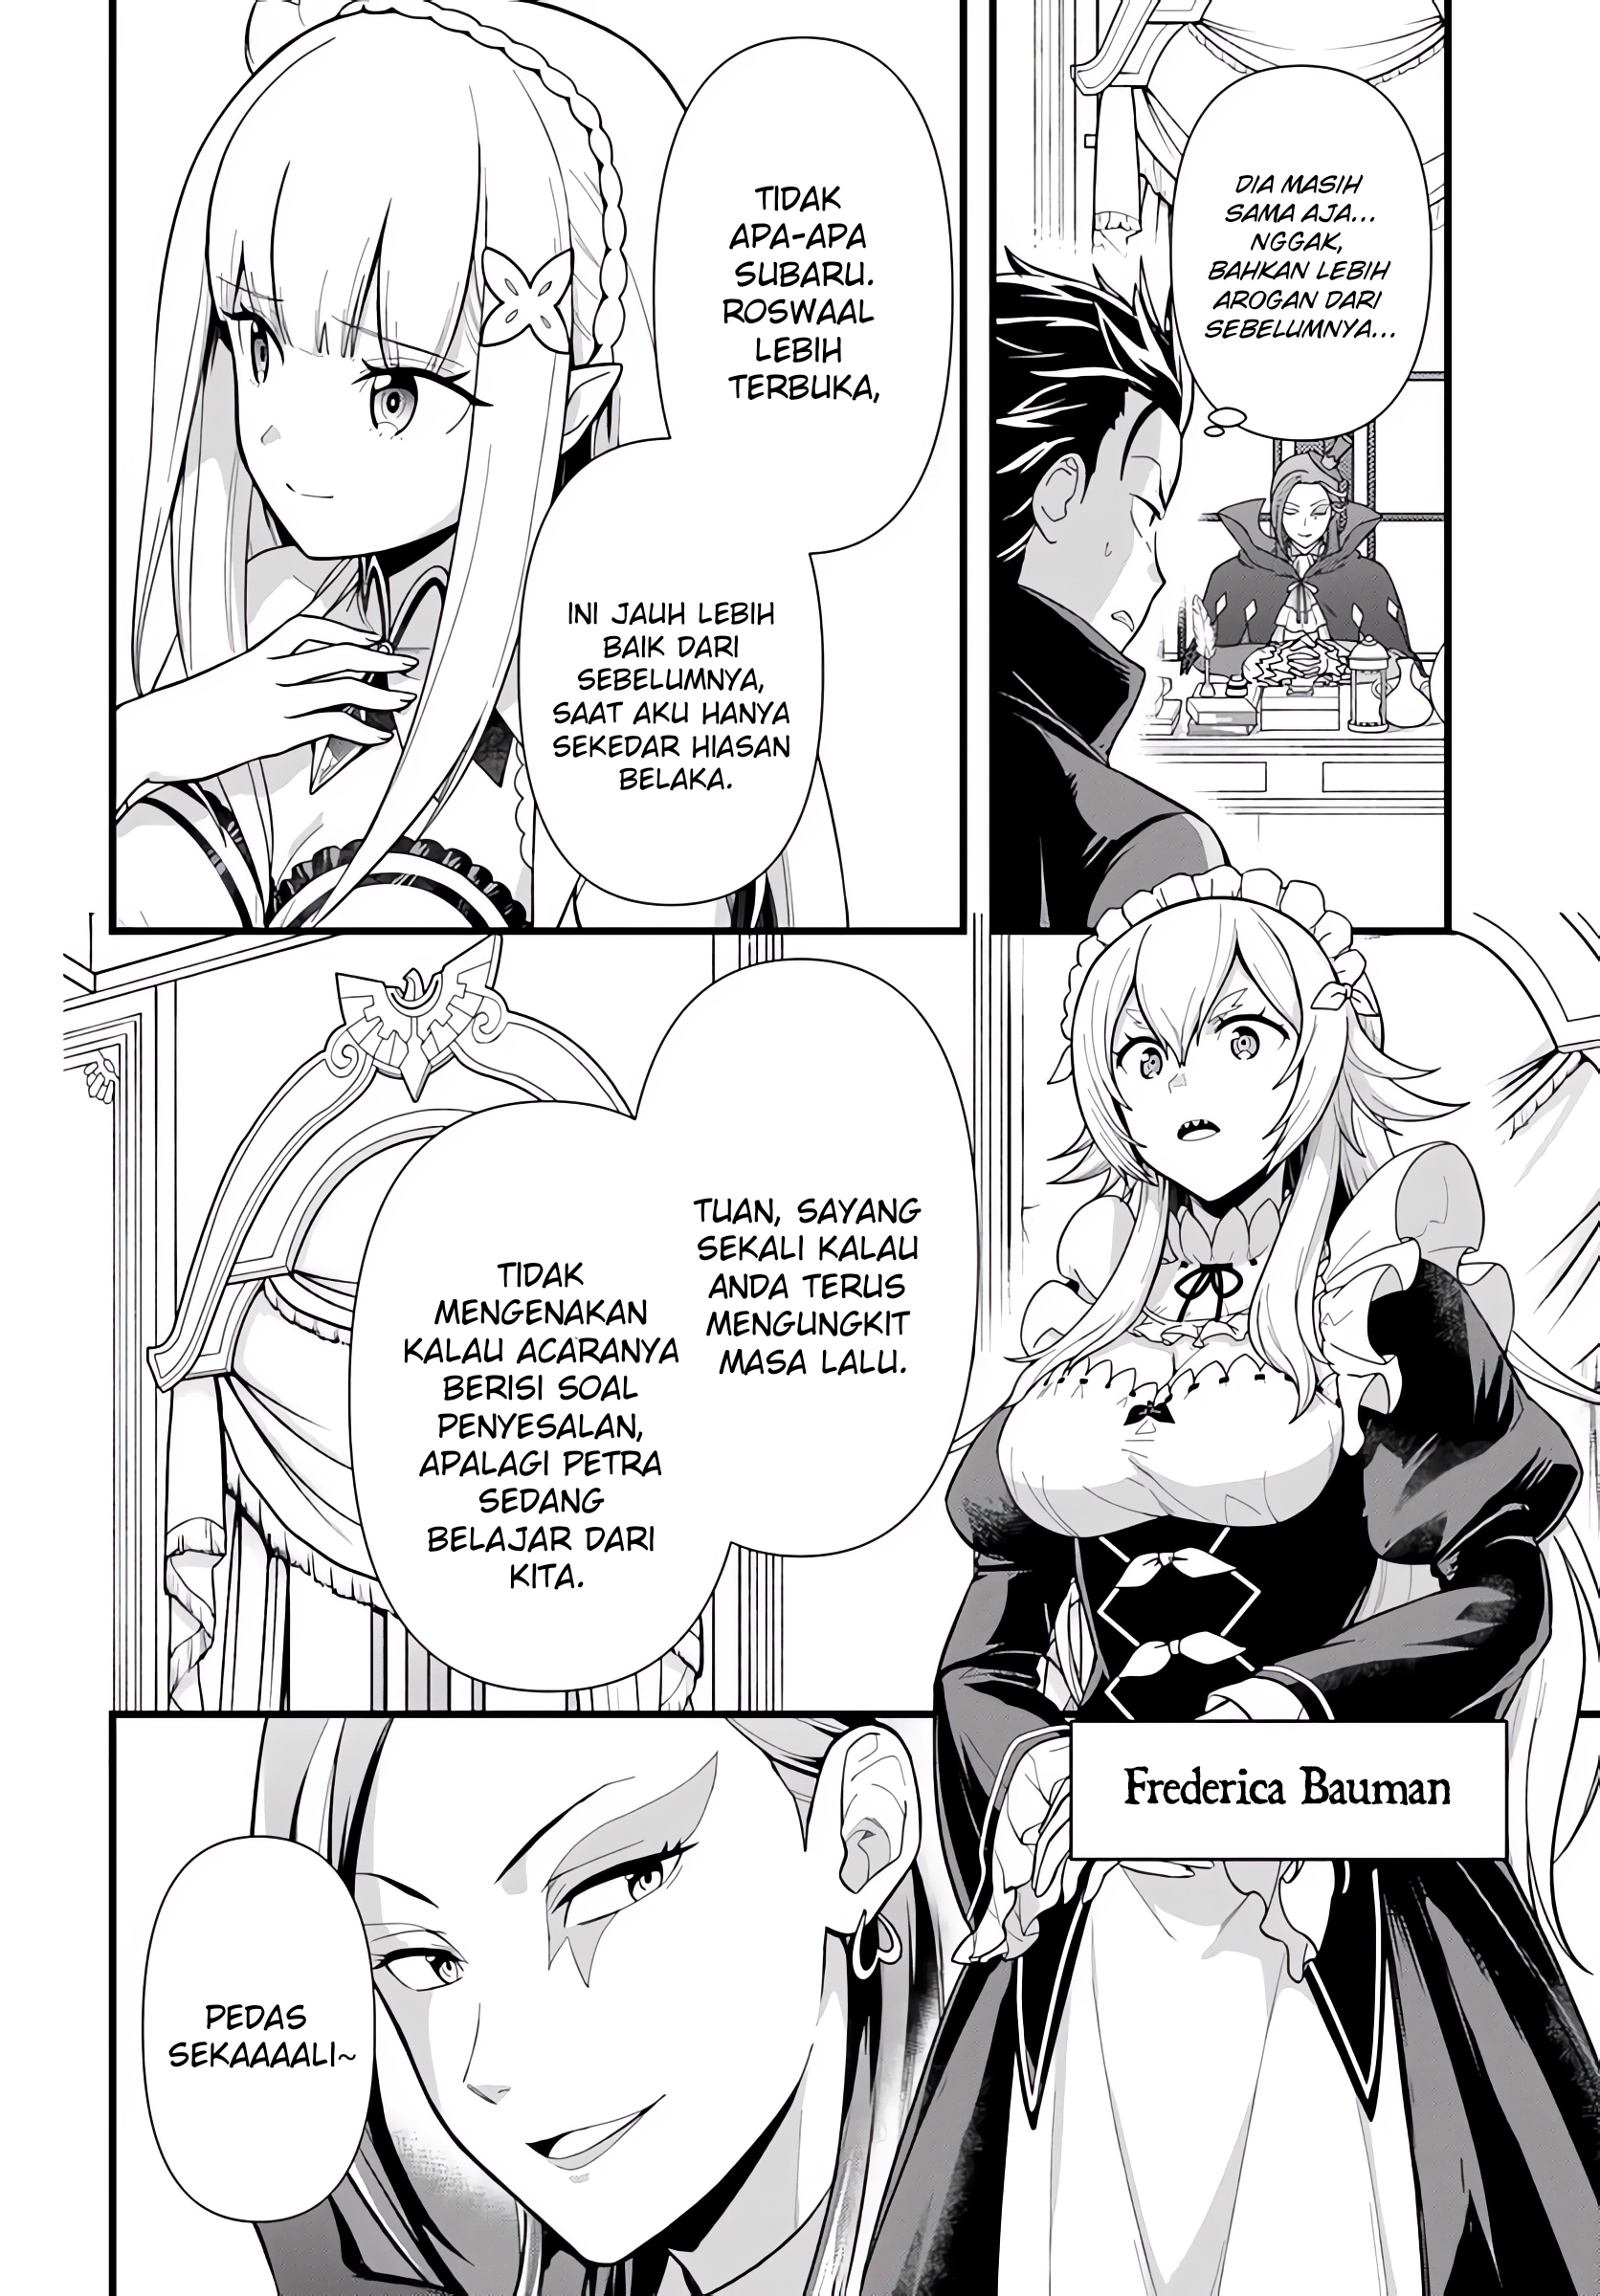 DIA MASIH
SAMA AJA...
NGGAK,
BAHKAN LEBIH
AROGAN DARI
SEBELUMNYA...
TIDAK
APA-APA
SUBARU.
ROSWAAL
LEBIH
TERBUKA,
INI JAUH LEBIH
BAIK DARI
SEBELUMNYA,
SAAT AKU HANYA
SEKEDAR HIASAN
BELAKA.
TUAN, SAYANG
SEKALI KALAU
ANDA TERUS
MENGUNGKIT
MASA LALU.
TIDAK
MENGENAKAN
KALAU ACARANYA
BERISI SOAL
PENYESALAN,
APALAGI PETRA
SEDANG
BELAJAR DARI
KITA.
Frederica Bauman
PEDAS
SEKAAAALI~